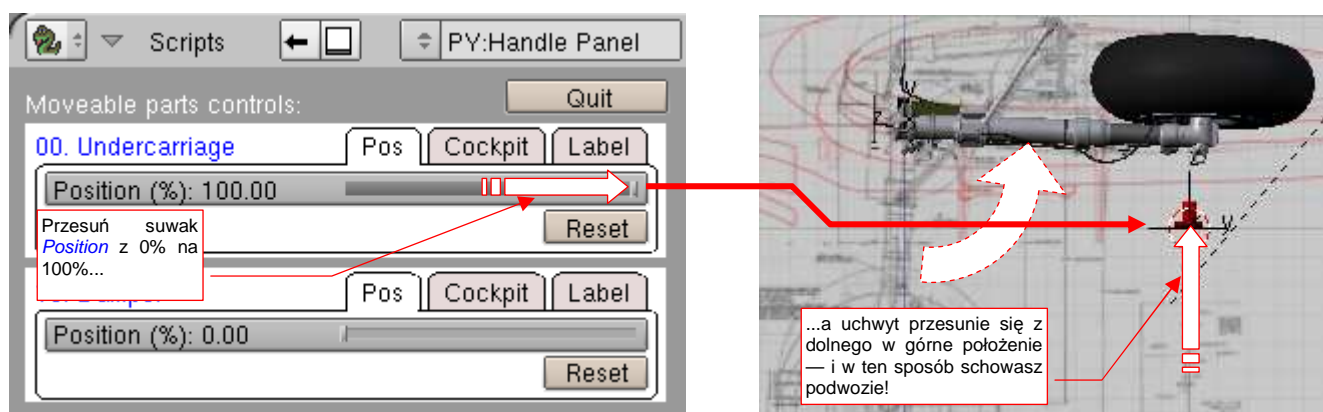 Scripts
PV:Handle Panel
Moveable parts controls:
Quit
00. Undercarriage
Pos
Cockpit
Label
Position (%): 100.00
Reset
Przesuń suwak
Position z 0% na
100%...
Pos
Cockpit
Label
Position (%): 0.00
Reset
...a uchwyt przesunie się z
dolnego w górne położenie
— i w ten sposób schowasz
podwozie!